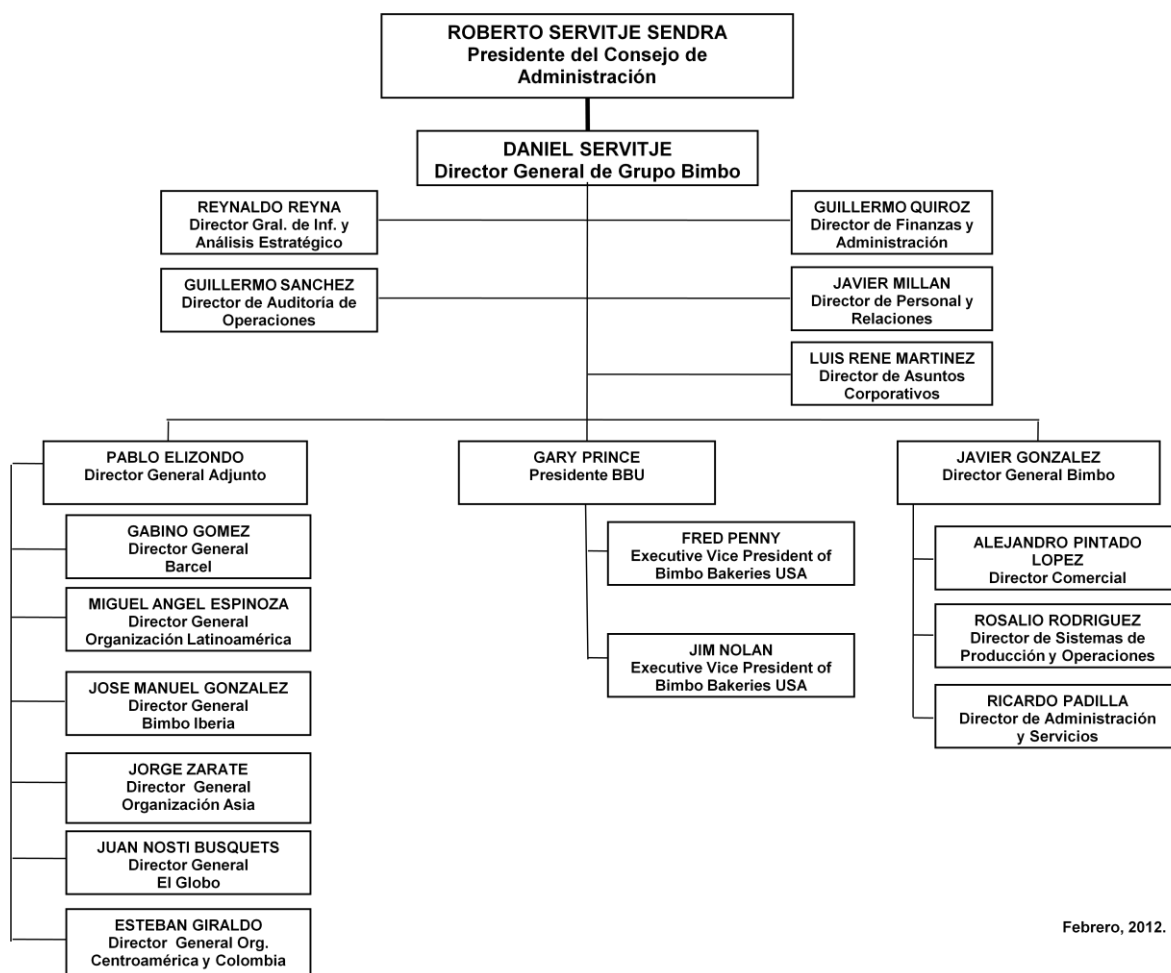 ROBERTO SERVITJE SENDRA
Presidente del Consejo de
Administración
DANIEL SERVITJE
Director General de Grupo Bimbo
REYNALDO REYNA
Director Gral. de Inf. y
Análisis Estratégico
GUILLERMO QUIROZ
Director de Finanzas y
Administración
GUILLERMO SANCHEZ
Director de Auditoría de
Operaciones
JAVIER MILLAN
Director de Personal y
Relaciones
LUIS RENE MARTINEZ
Director de Asuntos
Corporativos
PABLO ELIZONDO
Director General Adjunto
GARY PRINCE
Presidente BBU
JAVIER GONZALEZ
Director General Bimbo
GABINO GOMEZ
Director General
Barcel
MIGUEL ANGEL ESPINOZA
Director General
Organización Latinoamérica
JOSE MANUEL GONZALEZ
Director General
Bimbo Iberia
JORGE ZARATE
Director  General
Organización Asia
JUAN NOSTI BUSQUETS
Director General
El Globo
ESTEBAN GIRALDO
Director  General Org.
Centroamérica y Colombia
FRED PENNY
Executive Vice President of
Bimbo Bakeries USA
JIM NOLAN
Executive Vice President of
Bimbo Bakeries USA
ALEJANDRO PINTADO
LOPEZ
Director Comercial
ROSALIO RODRIGUEZ
Director de Sistemas de
Producción y Operaciones
RICARDO PADILLA
Director de Administración
y Servicios
Febrero, 2012.